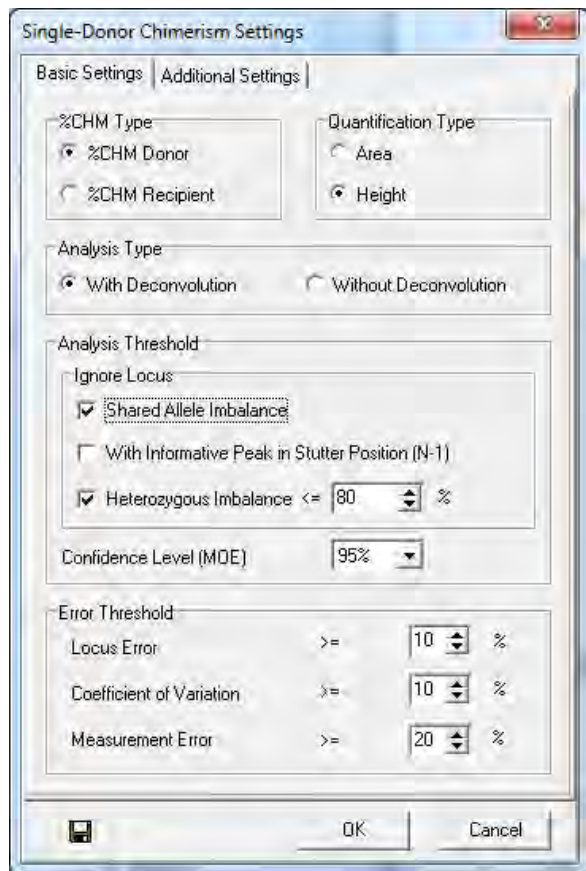 Single-Donor Chimerism Settings
Basic Settings Additional Settings
%CHM Type Quantification Type
%CHM Donor Area
%CHM Recipient Height
Analysis Type
With Deconvolution Without Deconvolution
Analysis Threshold
Ignore Locus
Shared Allele Imbalance
With Informative Peak in Stutter Position (N-1)
Heterozygous Imbalance <= 80 %
Confidence Level (MOE) 95%
Error Threshold
Locus Error >= 10 %
Coefficient of Variation >= 10 %
Measurement Error >= 20 %
OK Cancel